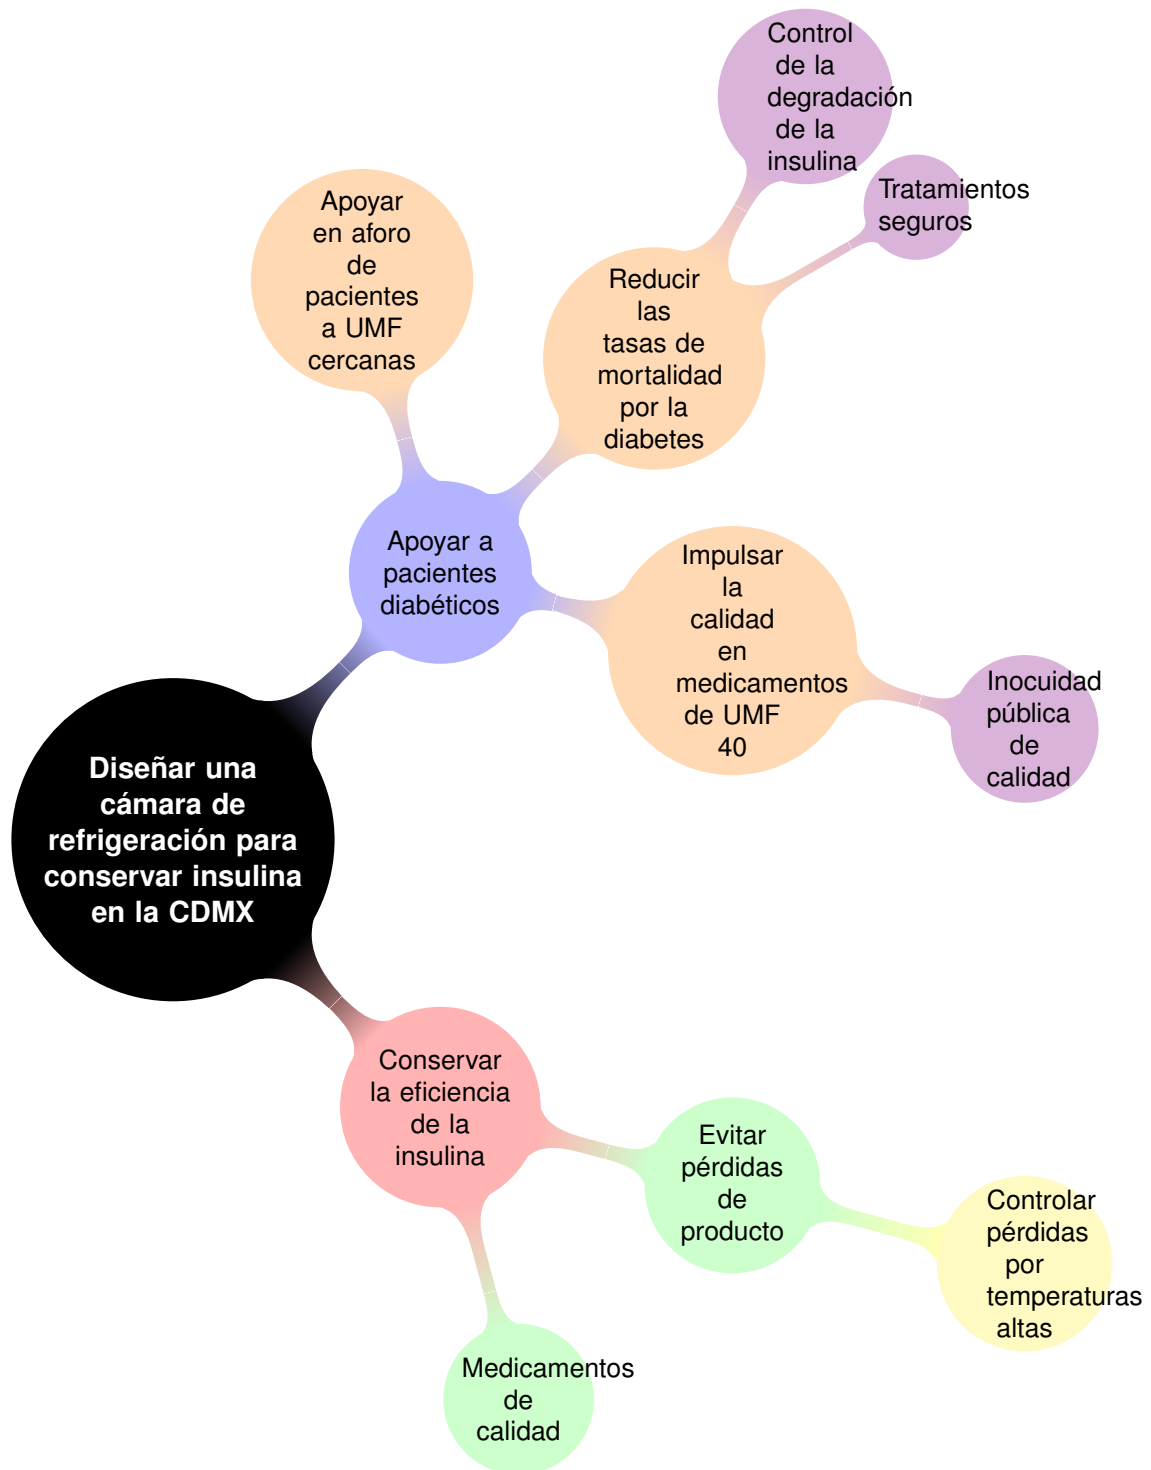 Control
de la
degradación
de la
insulina
Tratamientos
seguros
Apoyar
en aforo
de
pacientes
a UMF
cercanas
Reducir
las
tasas de
mortalidad
por la
diabetes
Apoyar a
pacientes
diabéticos
Impulsar
la
calidad
en
medicamentos
de UMF
40
Inocuidad
pública
de
calidad
Diseñar una
cámara de
refrigeración para
conservar insulina
en la CDMX
Conservar
la eficiencia
de la
insulina
Evitar
pérdidas
de
producto
Controlar
pérdidas
por
temperaturas
altas
Medicamentos
de
calidad